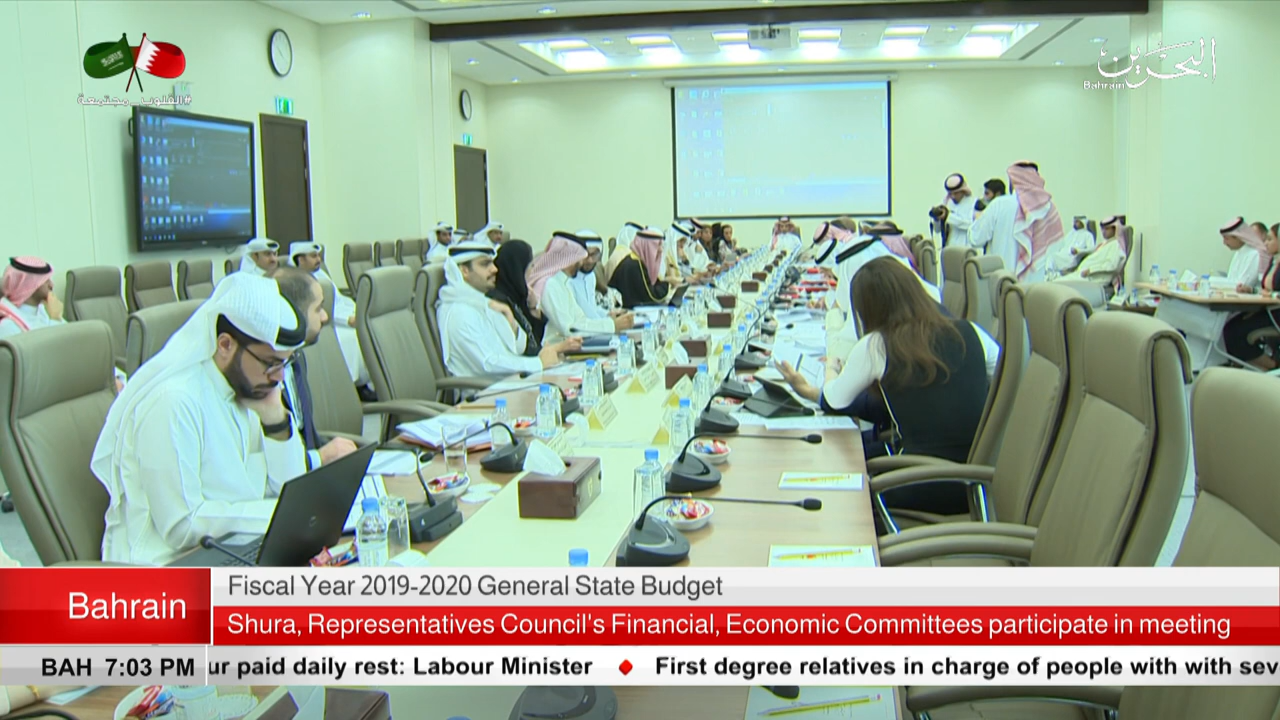 #القلوب_مجتمعة
البحرين
Bahrain
Bahrain
Fiscal Year 2019-2020 General State Budget
Shura, Representatives Council's Financial, Economic Committees participate in meeting
BAH 7:03 PM
ur paid daily rest: Labour Minister ♦ First degree relatives in charge of people with with sev